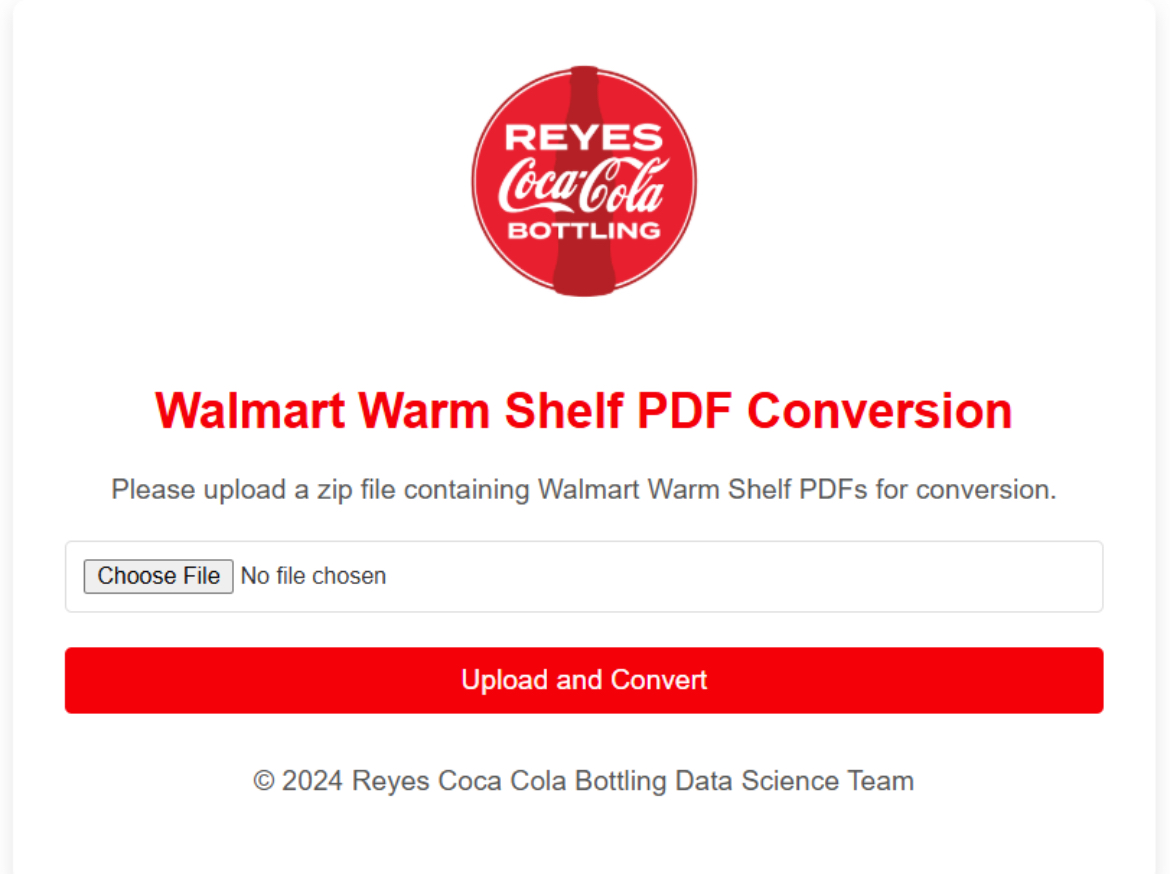 REYES
Coca-Cola
BOTTLING
Walmart Warm Shelf PDF Conversion
Please upload a zip file containing Walmart Warm Shelf PDFs for conversion.
Choose File No file chosen
Upload and Convert
© 2024 Reyes Coca Cola Bottling Data Science Team